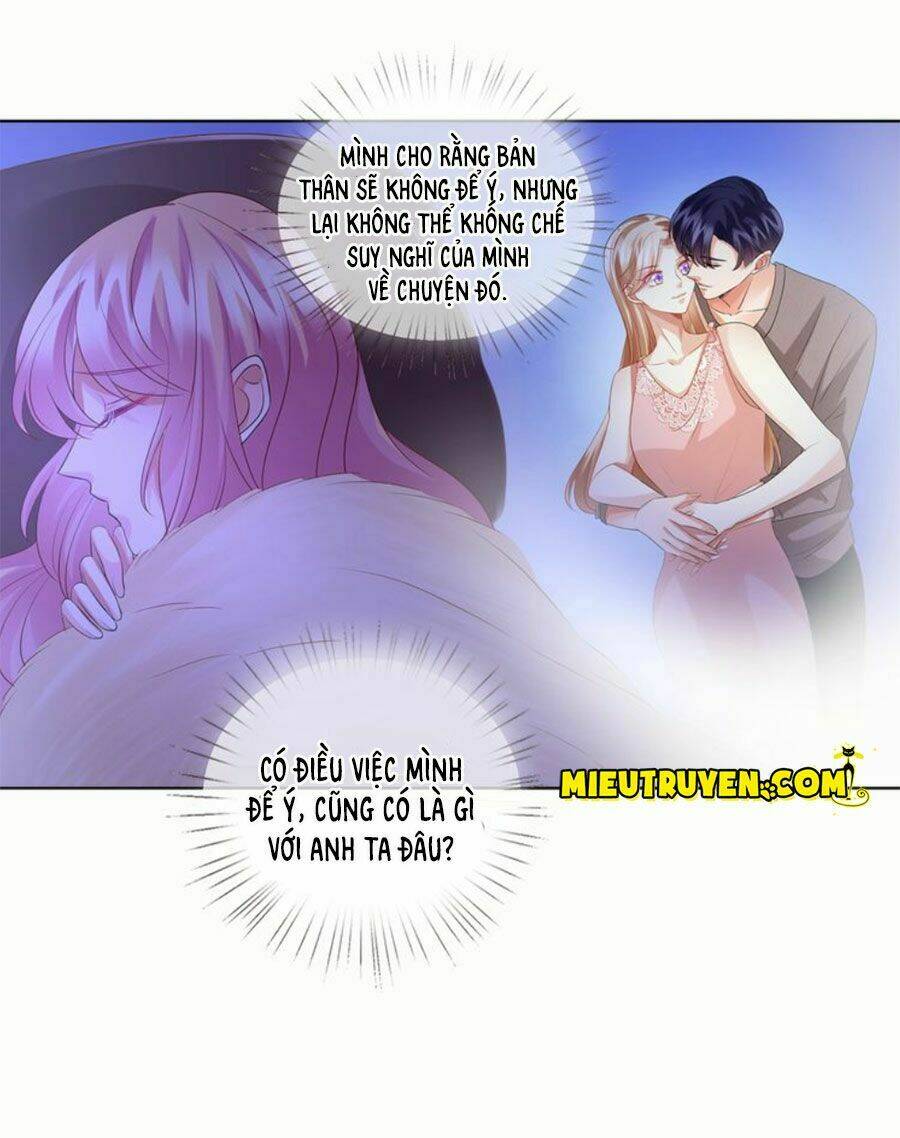 MÌNH CHO RẰNG BẢN
THÂN SẼ KHÔNG ĐỂ Ý, NHƯNG
LẠI KHÔNG THỂ KHỐNG CHẾ
SUY NGHĨ CỦA MÌNH
VỀ CHUYỆN ĐÓ.
CÓ ĐIỀU VIỆC MÌNH
ĐỂ Ý, CŨNG CÓ LÀ GÌ
VỚI ANH TA ĐÂU?
MIEUTRUYEN.COM